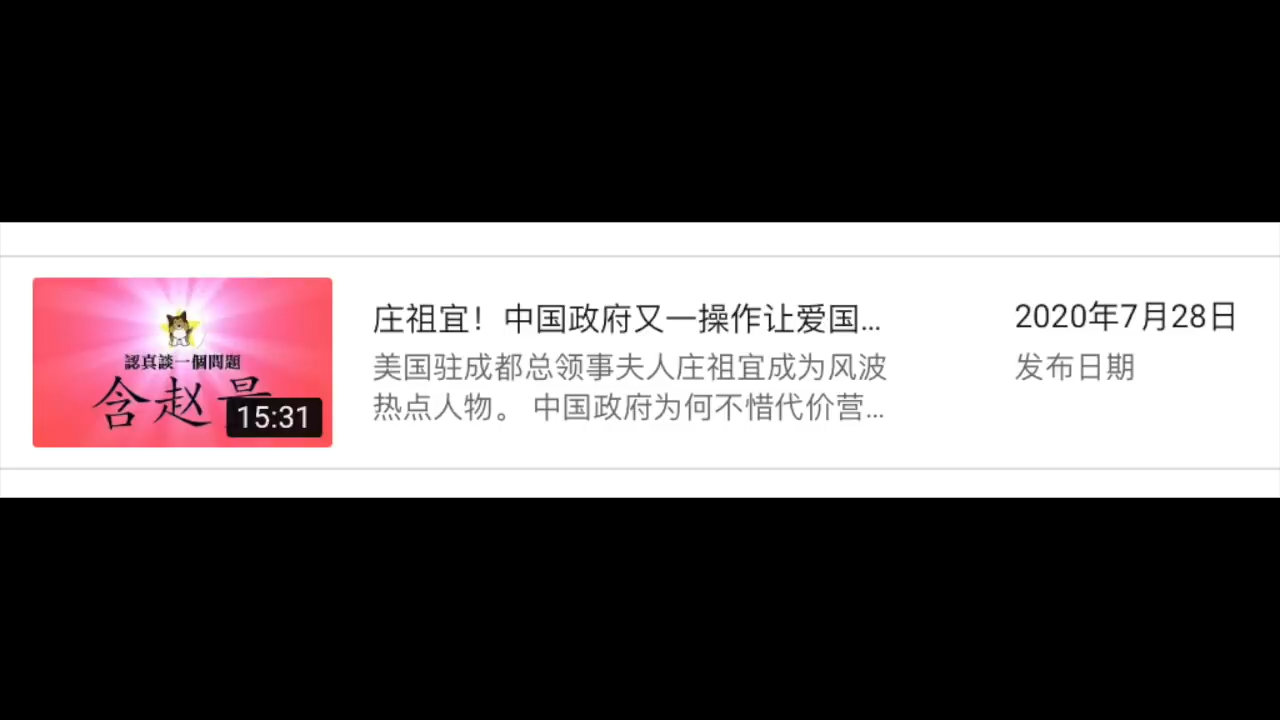 認真談一個問題
含赵量
15:31
庄祖宜！中国政府又一操作让爱国...
美国驻成都总领事夫人庄祖宜成为风波
热点人物。 中国政府为何不惜代价营...
2020年7月28日
发布日期